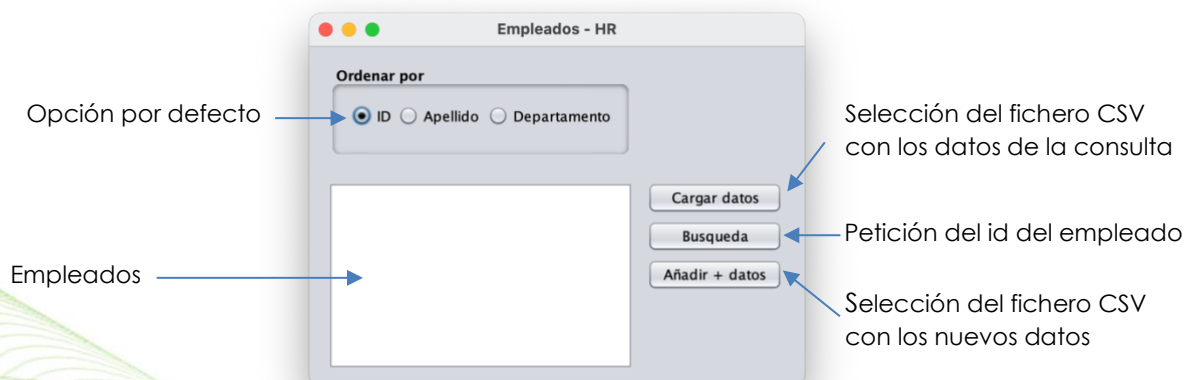 Empleados - HR
Ordenar por
Opción por defecto
ID Apellido Departamento
Selección del fichero CSV
con los datos de la consulta
Cargar datos
Busqueda
Petición del id del empleado
Empleados
Añadir + datos
Selección del fichero CSV
con los nuevos datos